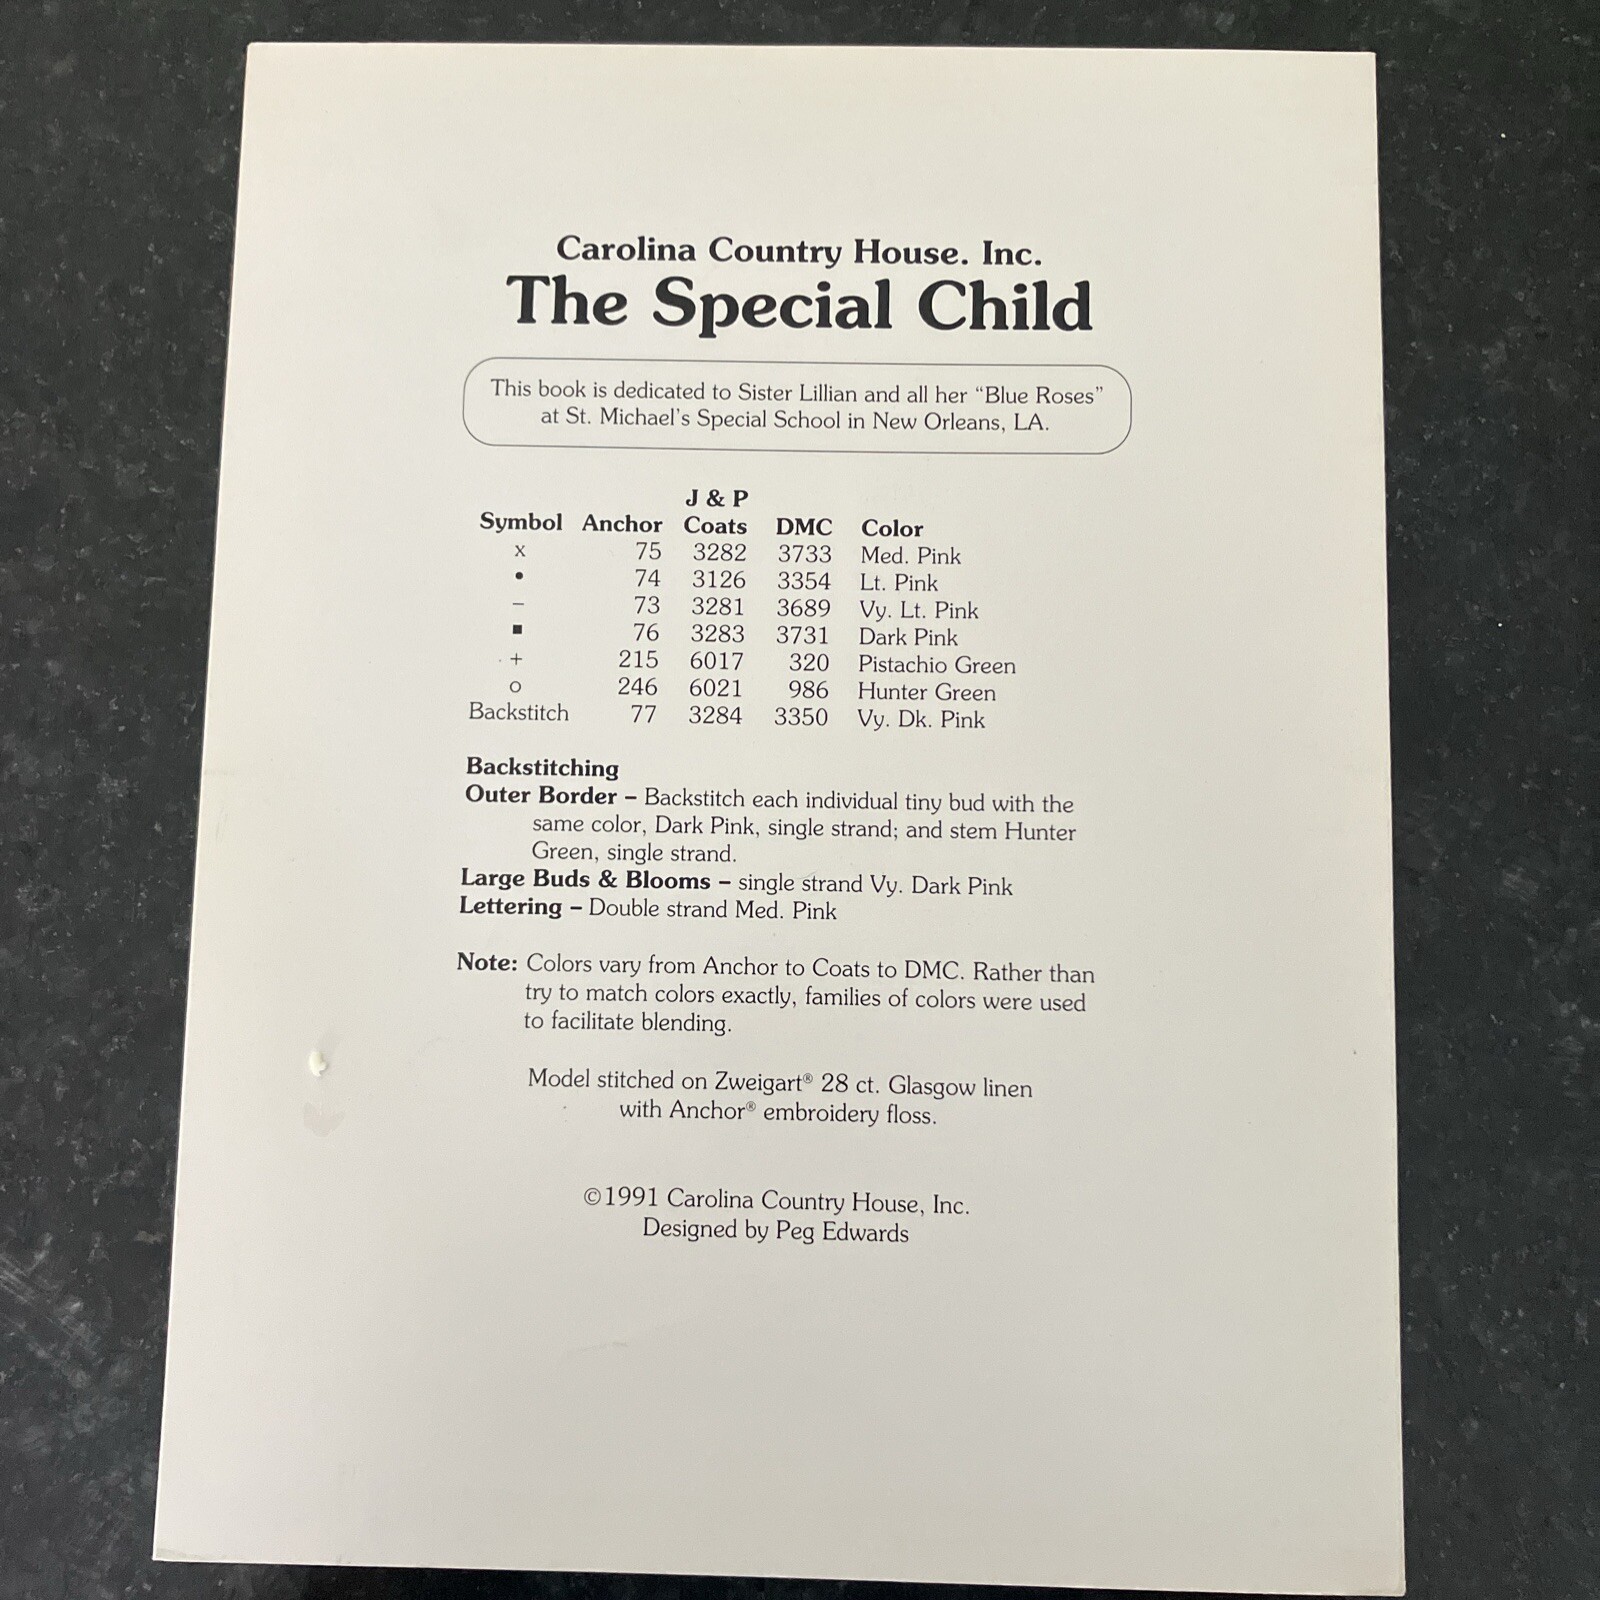 Carolina Country House. Inc.
The Special Child
This book is dedicated to Sister Lillian and all her “Blue Roses”
at St. Michael's Special School in New Orleans, LA.
J & P
Symbol Anchor Coats DMC Color
x 75 3282 3733 Med. Pink
• 74 3126 3354 Lt. Pink
– 73 3281 3689 Vy. Lt. Pink
■ 76 3283 3731 Dark Pink
+ 215 6017 320 Pistachio Green
o 246 6021 986 Hunter Green
Backstitch 77 3284 3350 Vy. Dk. Pink
Backstitching
Outer Border – Backstitch each individual tiny bud with the
same color, Dark Pink, single strand; and stem Hunter
Green, single strand.
Large Buds & Blooms – single strand Vy. Dark Pink
Lettering – Double strand Med. Pink
Note: Colors vary from Anchor to Coats to DMC. Rather than
try to match colors exactly, families of colors were used
to facilitate blending.
Model stitched on Zweigart® 28 ct. Glasgow linen
with Anchor® embroidery floss.
©1991 Carolina Country House, Inc.
Designed by Peg Edwards